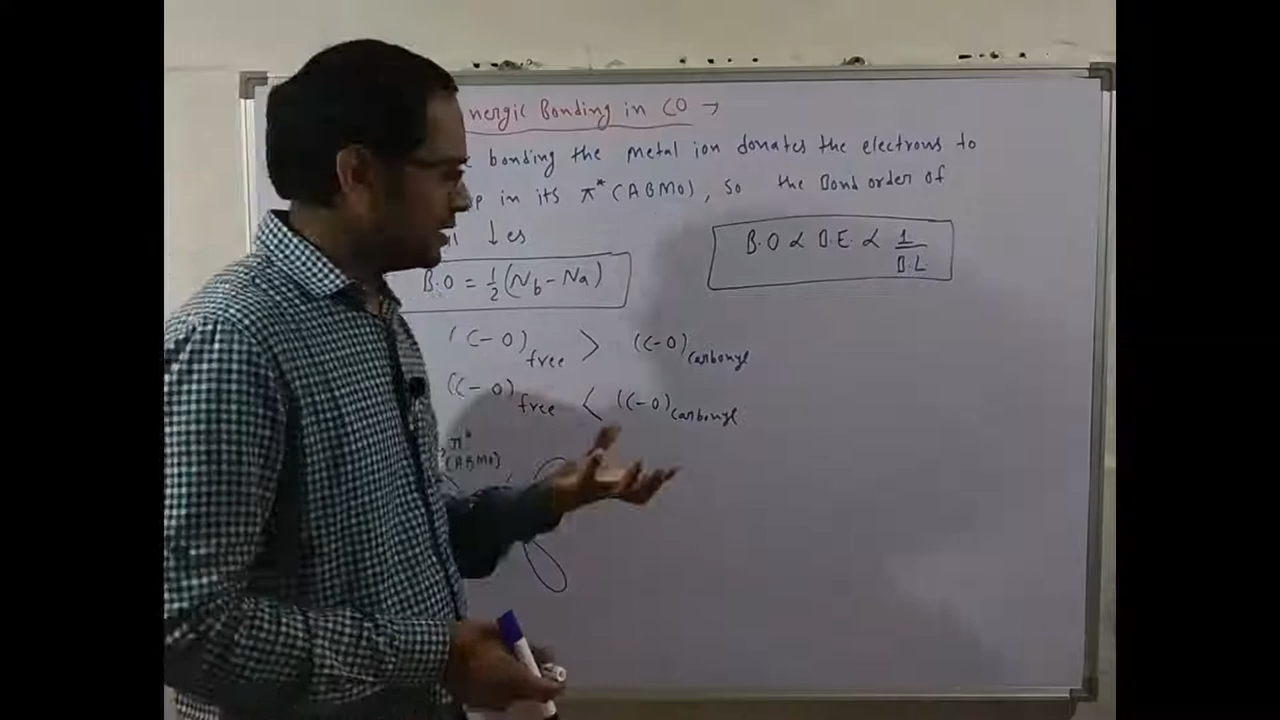 nergic Bonding in CO →
bonding the metal ion donates the electrons to
p in its π* (ABMO), so the Bond order of
↓es
B.O = 1/2 (Nb - Na)
B.O ∝ B.E. ∝ 1/B.L
(C-O)free > (C-O)carbonyl
(C-O)free < (C-O)carbonyl
π*
(ABMO)